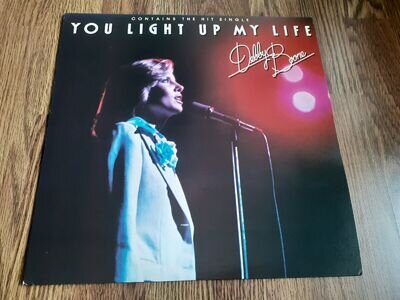 CONTAINS THE HIT SINGLE
YOU LIGHT UP MY LIFE
Debby
Boone